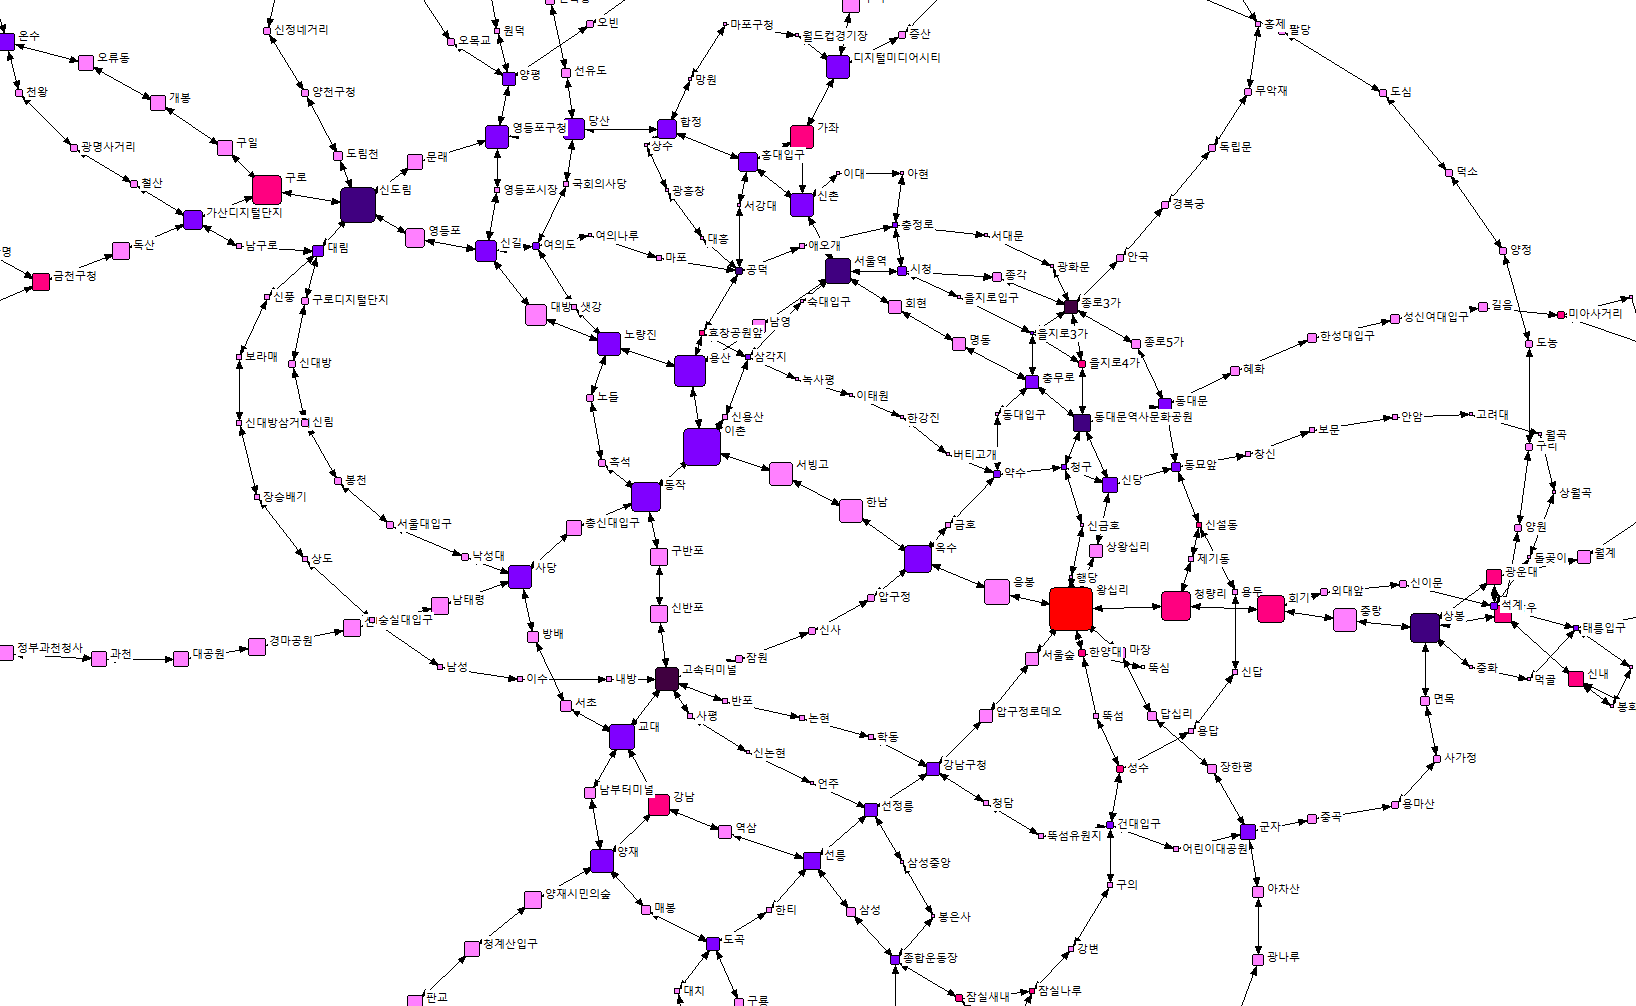 온수
오류동
천왕
개봉
광명사거리
구일
철산
구로
가산디지털단지
독산
남구로
금천구청
신정네거리
양천구청
도림천
신도림
문래
대림
영등포
신풍
구로디지털단지
보라매
신대방
신대방삼거
신림
장승배기
봉천
서울대입구
상도
낙성대
오목교
원덕
오빈
양평
선유도
영등포구청
당산
영등포시장
국회의사당
신길
여의도
여의나루
마포
대방
샛강
노량진
노들
흑석
동작
총신대입구
사당
남태령
숭실대입구
경마공원
대공원
과천
정부과천청사
방배
남성
이수
내방
서초
교대
마포구청
월드컵경기장
증산
디지털미디어시티
망원
합정
상수
가좌
홍대입구
광흥창
서강대
신촌
이대
아현
대흥
공덕
애오개
충정로
서대문
서울역
시청
종각
광화문
안국
숙대입구
을지로입구
종로3가
회현
남영
효창공원앞
삼각지
용산
명동
을지로3가
종로5가
을지로4가
녹사평
이태원
한강진
버티고개
신용산
이촌
서빙고
한남
옥수
금호
약수
청구
동대입구
충무로
동대문
동대문역사문화공원
동묘앞
신당
창신
보문
안암
고려대
월곡
혜화
한성대입구
성신여대입구
길음
미아사거리
홍제
팔당
무악재
독립문
경복궁
도심
덕소
양정
도농
구리
상월곡
양원
돌곶이
월계
광운대
석계
우
태릉입구
신내
봉화
먹골
중화
상봉
중랑
신이문
외대앞
회기
청량리
용두
제기동
신설동
신금호
상왕십리
행당
왕십리
응봉
압구정
신사
잠원
구반포
신반포
고속터미널
사평
반포
신논현
논현
학동
언주
강남구청
선정릉
청담
뚝섬유원지
건대입구
어린이대공원
군자
중곡
용마산
사가정
면목
신답
용답
답십리
장한평
마장
한양대
뚝심
뚝섬
성수
서울숲
압구정로데오
남부터미널
강남
역삼
선릉
양재
양재시민의숲
청계산입구
판교
매봉
도곡
한티
대치
구룡
삼성
삼성중앙
봉은사
종합운동장
잠실새내
잠실나루
강변
구의
아차산
광나루